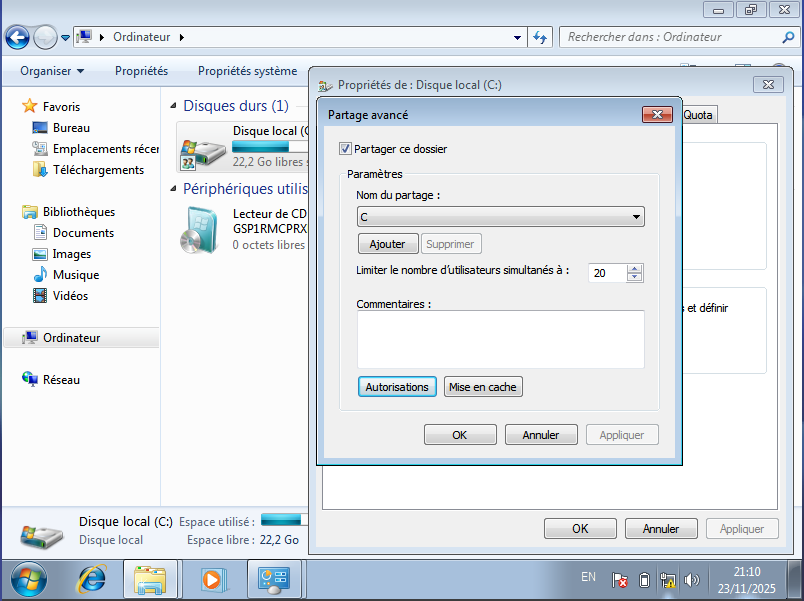 Ordinateur
Rechercher dans : Ordinateur
Organiser
Propriétés
Propriétés système
Favoris
Bureau
Emplacements récen
Téléchargements
Bibliothèques
Documents
Images
Musique
Vidéos
Ordinateur
Réseau
Disques durs (1)
Disque local (C
22,2 Go libres
Périphériques utilis
Lecteur de CD
GSP1RMCPRX
0 octets libres
Propriétés de : Disque local (C:)
Quota
s et définir
Partage avancé
Partager ce dossier
Paramètres
Nom du partage :
C
Ajouter
Supprimer
Limiter le nombre d'utilisateurs simultanés à :
20
Commentaires :
Autorisations
Mise en cache
OK
Annuler
Appliquer
OK
Annuler
Appliquer
Disque local (C:)
Espace utilisé :
Disque local
Espace libre : 22,2 Go
EN
21:10
23/11/2025